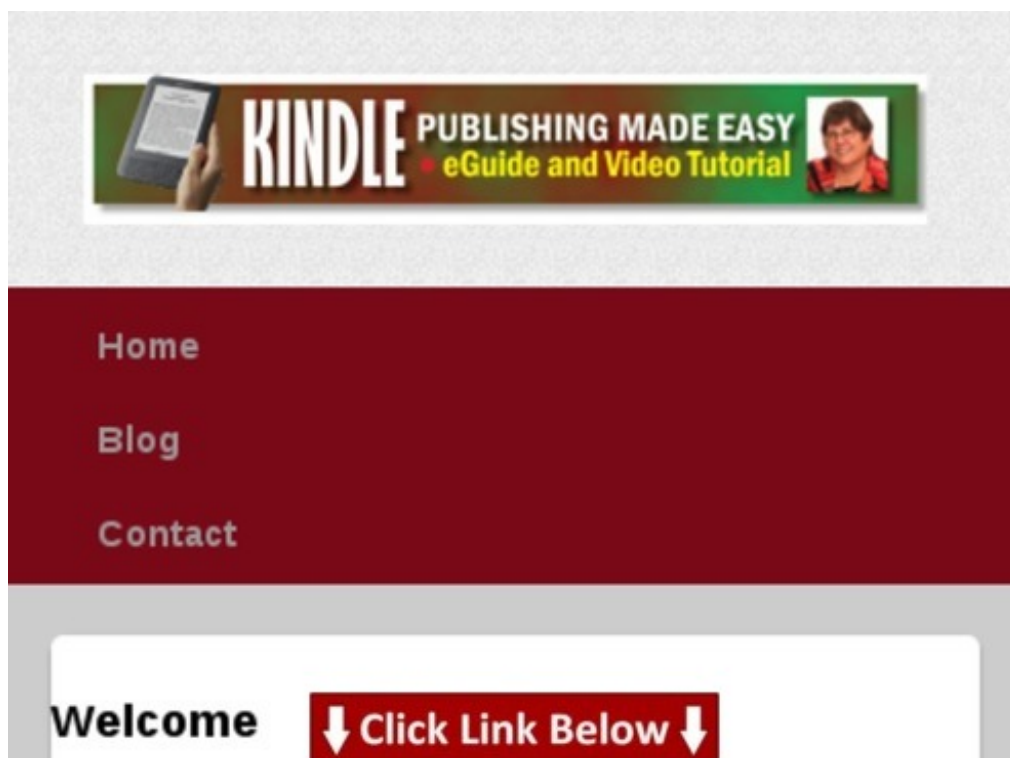 KINDLE PUBLISHING MADE EASY
• eGuide and Video Tutorial
Home
Blog
Contact
Welcome
Click Link Below